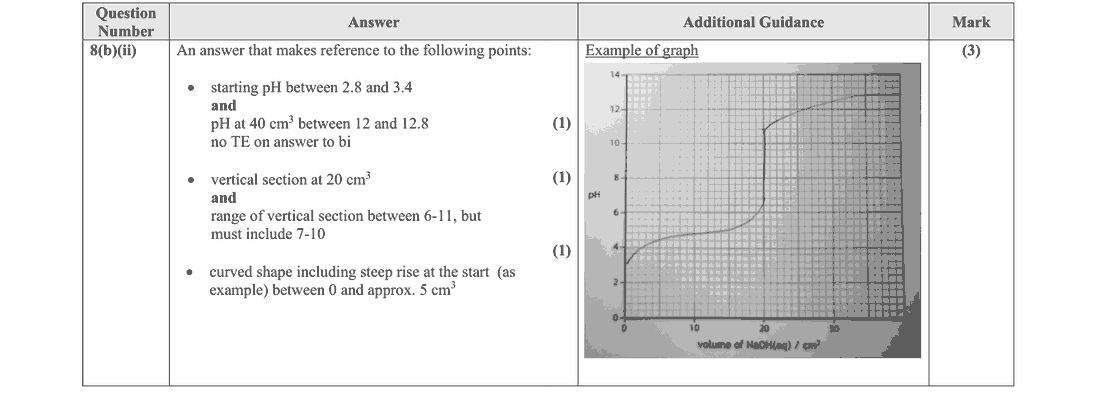 Question
Number
Answer
Additional Guidance
Mark
8(b)(ii)
An answer that makes reference to the following points:
• starting pH between 2.8 and 3.4
and
pH at 40 cm³ between 12 and 12.8
no TE on answer to bi
(1)
• vertical section at 20 cm³
and
range of vertical section between 6-11, but
must include 7-10
(1)
• curved shape including steep rise at the start (as
example) between 0 and approx. 5 cm³
(1)
Example of graph
14
12
10
8
pH
6
4
2
0
0 10 20 30
volume of NaOH(aq) / cm³
(3)